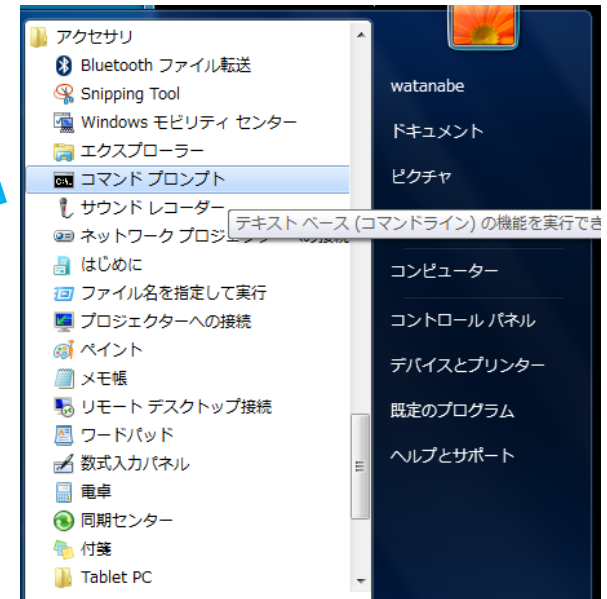 アクセサリ
Bluetooth ファイル転送
Snipping Tool
Windows モビリティ センター
エクスプローラー
コマンド プロンプト
サウンド レコーダー
テキスト ベース (コマンドライン) の機能を実行でき
ネットワーク プロジェクターへの接続
はじめに
ファイル名を指定して実行
プロジェクターへの接続
ペイント
メモ帳
リモート デスクトップ接続
ワードパッド
数式入力パネル
電卓
同期センター
付箋
Tablet PC
watanabe
ドキュメント
ピクチャ
コンピューター
コントロール パネル
デバイスとプリンター
既定のプログラム
ヘルプとサポート